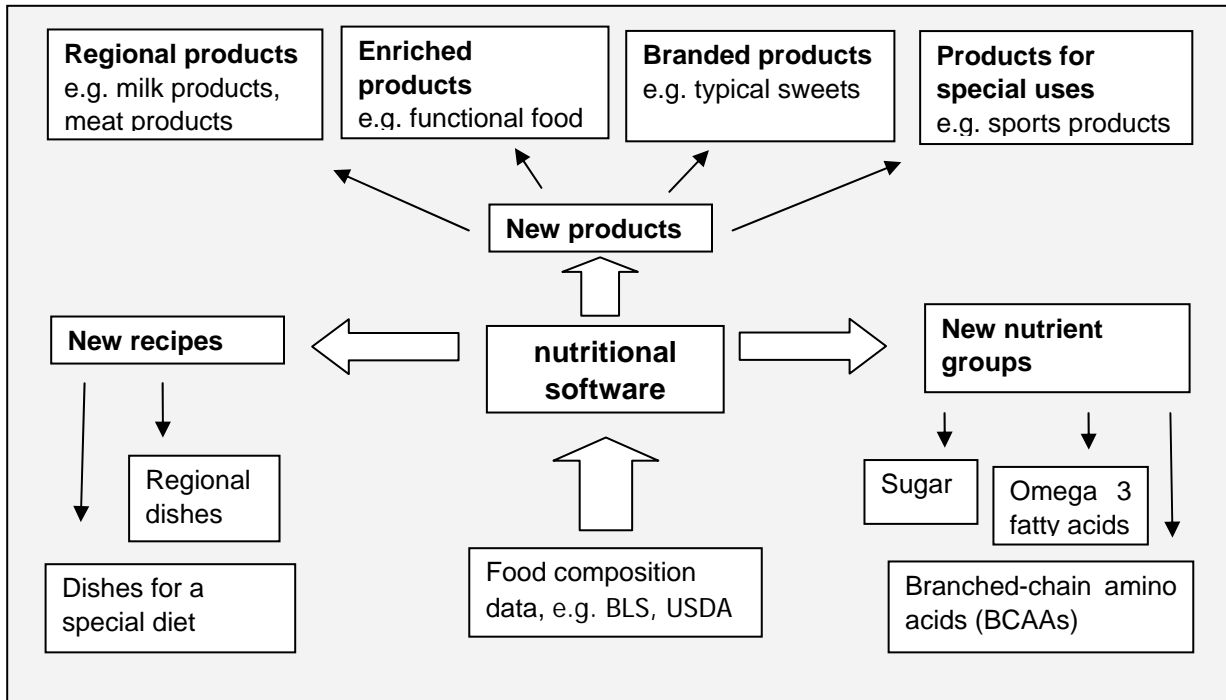 Regional products
e.g. milk products,
meat products
Enriched
products
e.g. functional food
Branded products
e.g. typical sweets
Products for
special uses
e.g. sports products
New products
New recipes
nutritional
software
New nutrient
groups
Regional
dishes
Dishes for a
special diet
Food composition
data, e.g. BLS, USDA
Sugar
Omega 3
fatty acids
Branched-chain amino
acids (BCAAs)